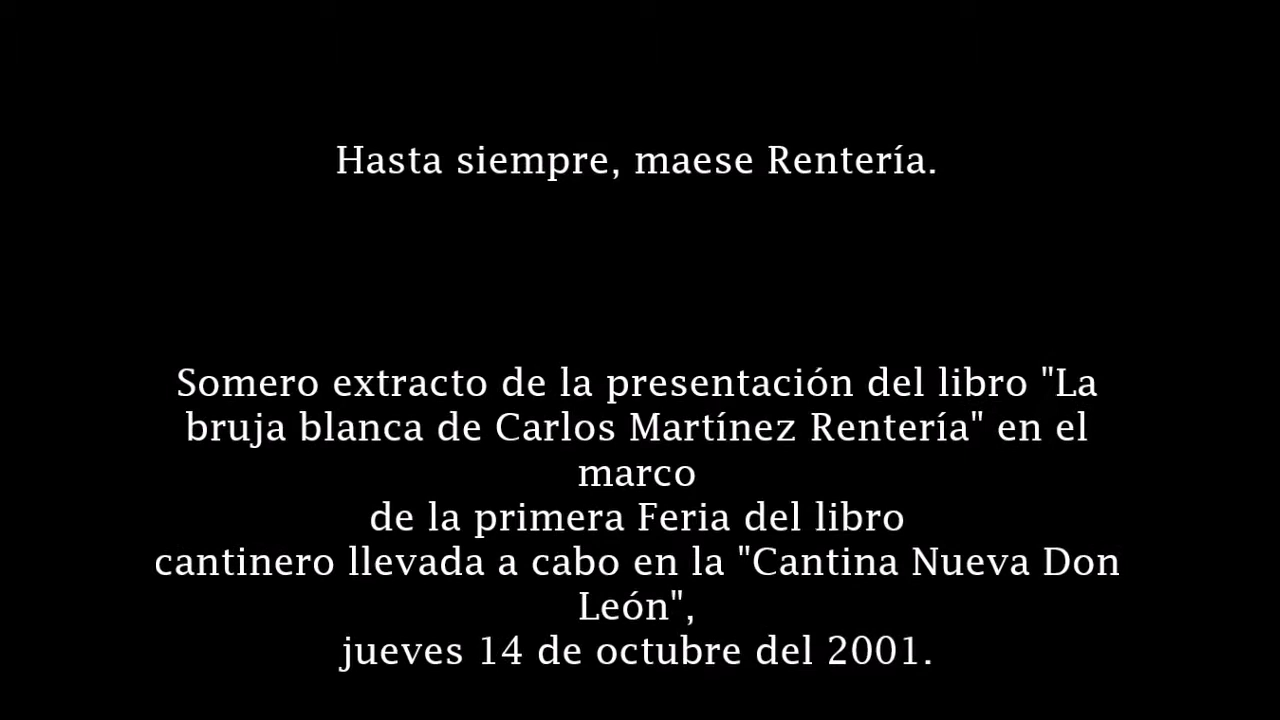 Hasta siempre, maese Rentería.
Somero extracto de la presentación del libro "La
bruja blanca de Carlos Martínez Rentería" en el
marco
de la primera Feria del libro
cantinero llevada a cabo en la "Cantina Nueva Don
León",
jueves 14 de octubre del 2001.